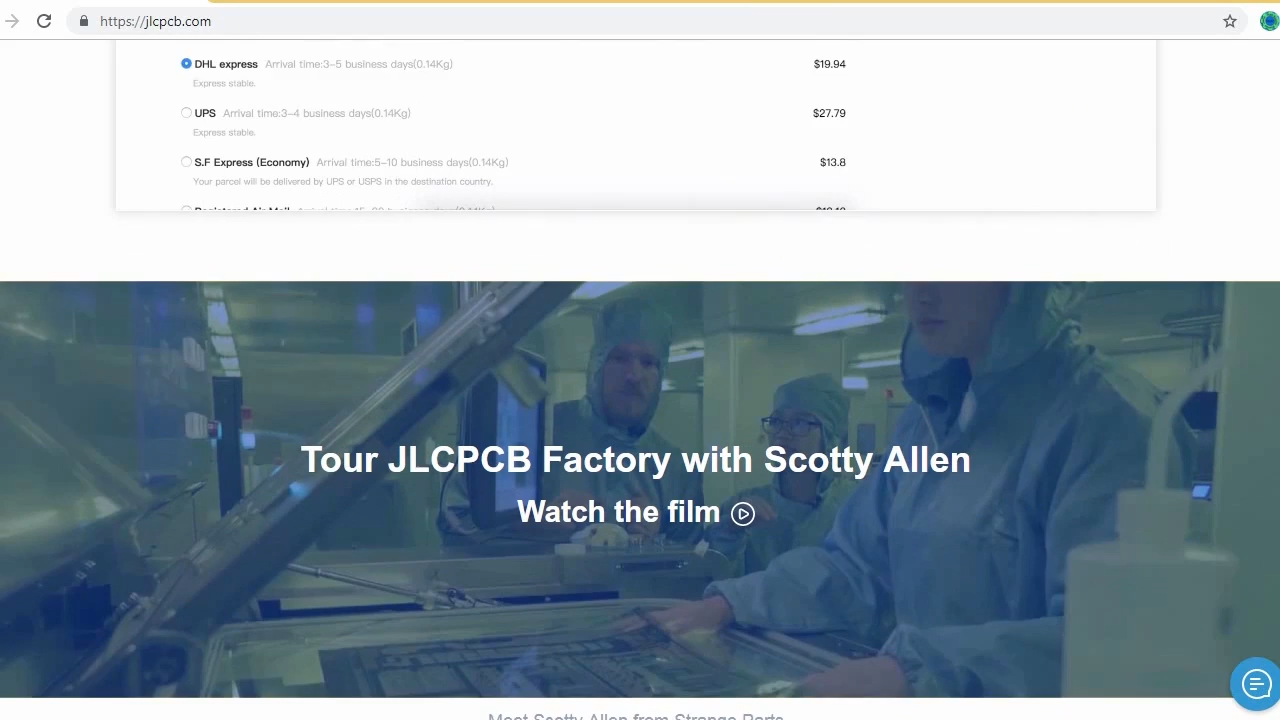 https://jlcpcb.com
DHL express Arrival time:3-5 business days(0.14Kg) $19.94
Express stable.
UPS Arrival time:3-4 business days(0.14Kg) $27.79
Express stable.
S.F Express (Economy) Arrival time:5-10 business days(0.14Kg) $13.8
Your parcel will be delivered by UPS or USPS in the destination country.
Registered Air Mail
Tour JLCPCB Factory with Scotty Allen
Watch the film
Meet Scotty Allen from Strange Parts